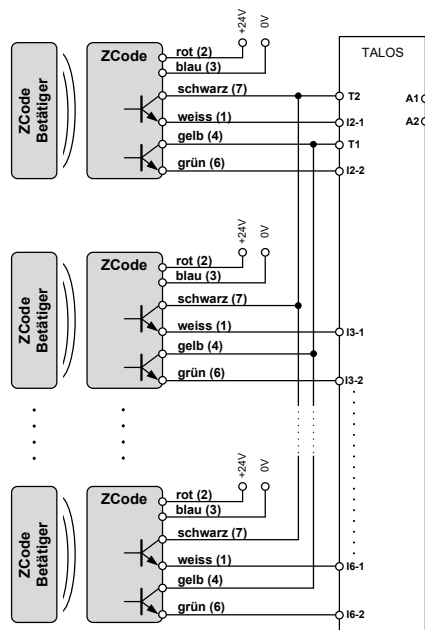 +24V
0V
rot (2)
blau (3)
ZCode
ZCode
Betätiger
TALOS
schwarz (7)
T2
A1
weiss (1)
I2-1
A2
gelb (4)
T1
grün (6)
I2-2
+24V
0V
rot (2)
blau (3)
ZCode
ZCode
Betätiger
schwarz (7)
weiss (1)
I3-1
gelb (4)
grün (6)
I3-2
+24V
0V
rot (2)
blau (3)
ZCode
ZCode
Betätiger
schwarz (7)
weiss (1)
I6-1
gelb (4)
grün (6)
I6-2